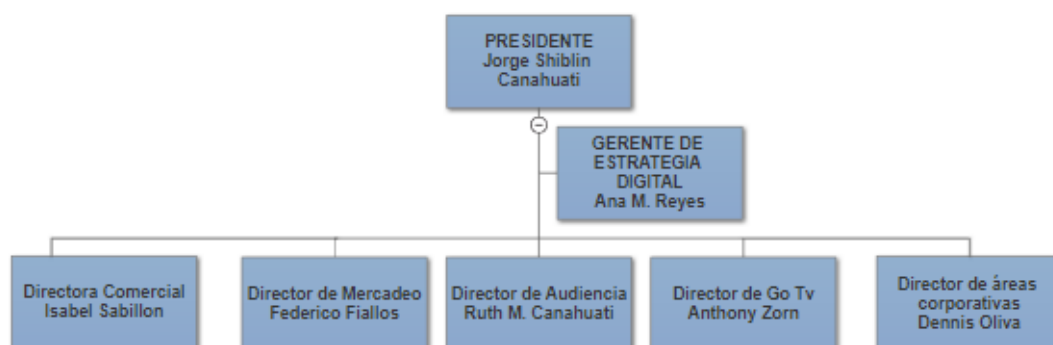 PRESIDENTE
Jorge Shiblin
Canahuati
GERENTE DE
ESTRATEGIA
DIGITAL
Ana M. Reyes
Directora Comercial
Isabel Sabillon
Director de Mercadeo
Federico Fiallos
Director de Audiencia
Ruth M. Canahuati
Director de Go Tv
Anthony Zorn
Director de áreas
corporativas
Dennis Oliva